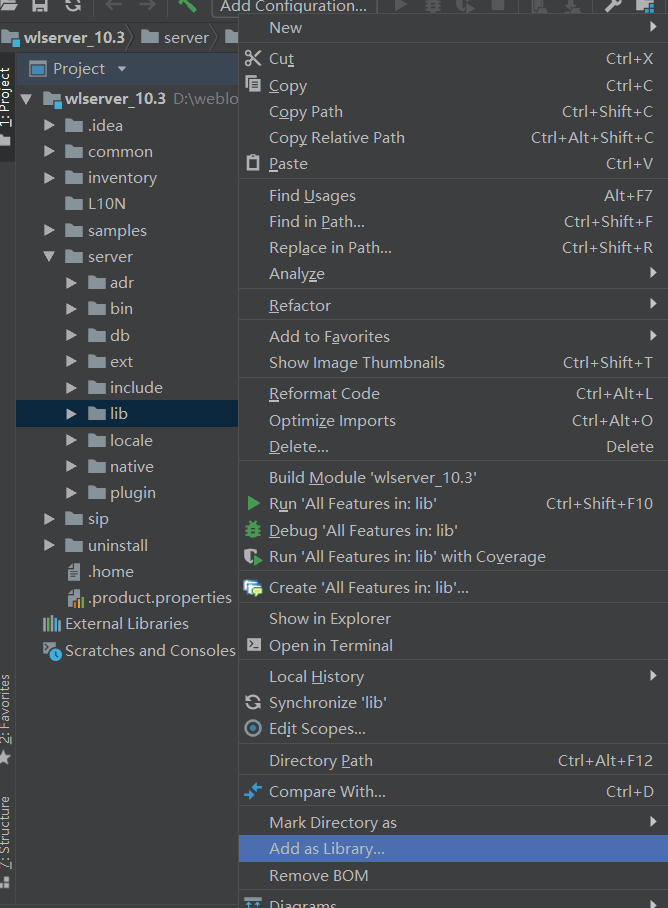 Add Configuration...
wlserver_10.3
server
1: Project
Project
wlserver_10.3 D:\weblo
.idea
common
inventory
L10N
samples
server
adr
bin
db
ext
include
lib
locale
native
plugin
sip
uninstall
.home
.product.properties
External Libraries
Scratches and Consoles
2: Favorites
7: Structure
New
Cut Ctrl+X
Copy Ctrl+C
Copy Path Ctrl+Shift+C
Copy Relative Path Ctrl+Alt+Shift+C
Paste Ctrl+V
Find Usages Alt+F7
Find in Path... Ctrl+Shift+F
Replace in Path... Ctrl+Shift+R
Analyze
Refactor
Add to Favorites
Show Image Thumbnails Ctrl+Shift+T
Reformat Code Ctrl+Alt+L
Optimize Imports Ctrl+Alt+O
Delete... Delete
Build Module 'wlserver_10.3'
Run 'All Features in: lib' Ctrl+Shift+F10
Debug 'All Features in: lib'
Run 'All Features in: lib' with Coverage
Create 'All Features in: lib'...
Show in Explorer
Open in Terminal
Local History
Synchronize 'lib'
Edit Scopes...
Directory Path Ctrl+Alt+F12
Compare With... Ctrl+D
Mark Directory as
Add as Library...
Remove BOM
Diagrams